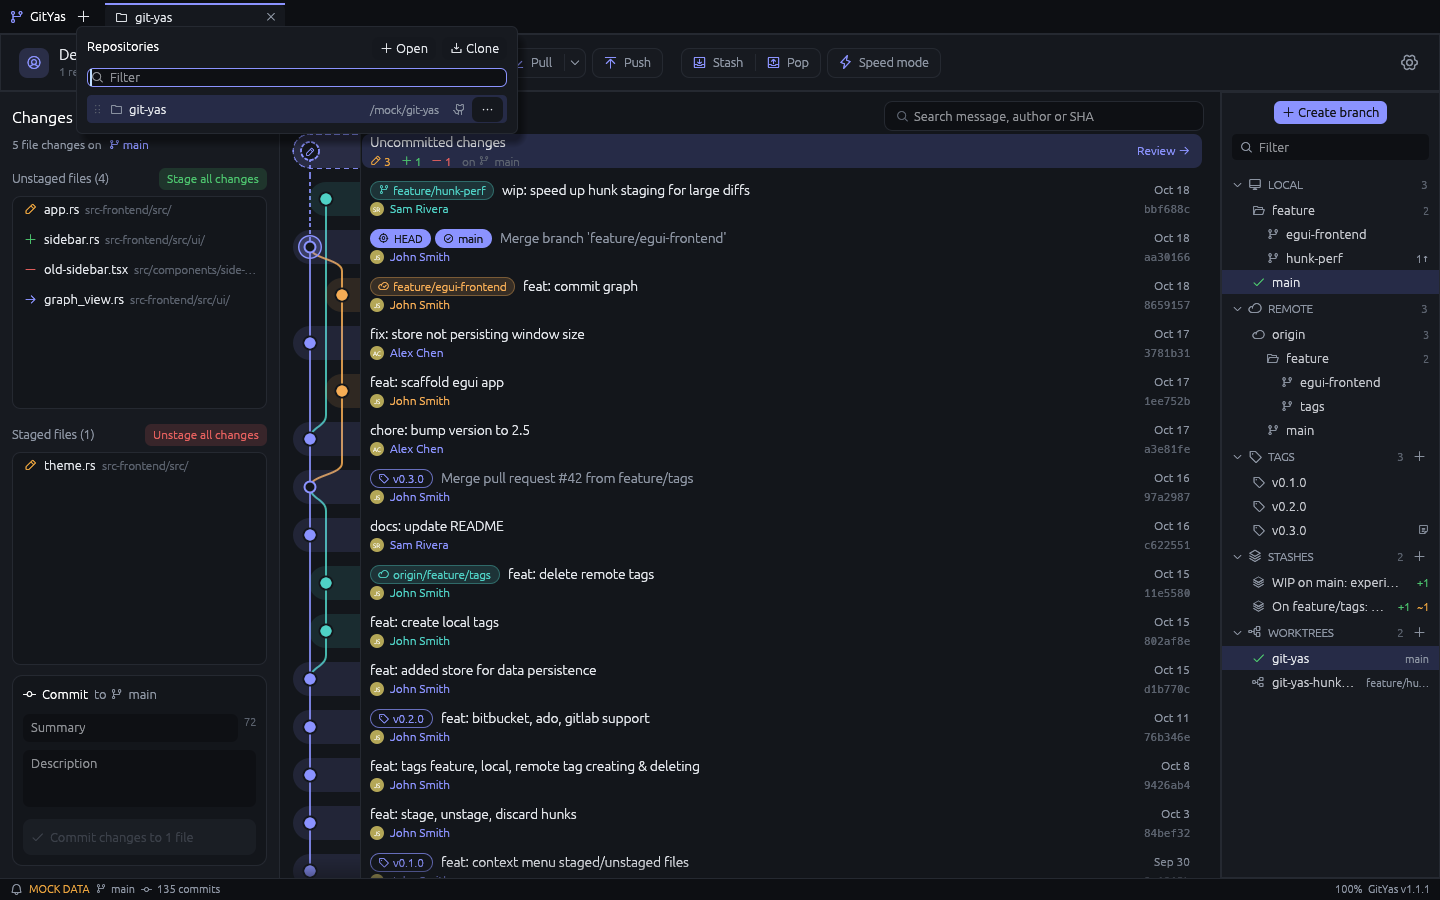 GitYas
git-yas
Repositories
Open
Clone
Filter
git-yas
/mock/git-yas
Pull
Push
Stash
Pop
Speed mode
Changes
5 file changes on main
Unstaged files (4)
Stage all changes
app.rs src-frontend/src/
sidebar.rs src-frontend/src/ui/
old-sidebar.tsx src/components/side-...
graph_view.rs src-frontend/src/ui/
Staged files (1)
Unstage all changes
theme.rs src-frontend/src/
Commit to main
Summary
72
Description
Commit changes to 1 file
Search message, author or SHA
Uncommitted changes
3 + 1 − 1 on main
Review →
feature/hunk-perf wip: speed up hunk staging for large diffs Oct 18
SR Sam Rivera bbf688c
HEAD main Merge branch 'feature/egui-frontend' Oct 18
JS John Smith aa30166
feature/egui-frontend feat: commit graph Oct 18
JS John Smith 8659157
fix: store not persisting window size Oct 17
AC Alex Chen 3781b31
feat: scaffold egui app Oct 17
JS John Smith 1ee752b
chore: bump version to 2.5 Oct 17
AC Alex Chen a3e81fe
v0.3.0 Merge pull request #42 from feature/tags Oct 16
JS John Smith 97a2987
docs: update README Oct 16
SR Sam Rivera c622551
origin/feature/tags feat: delete remote tags Oct 15
JS John Smith 11e5580
feat: create local tags Oct 15
JS John Smith 802af8e
feat: added store for data persistence Oct 15
JS John Smith d1b770c
v0.2.0 feat: bitbucket, ado, gitlab support Oct 11
JS John Smith 76b346e
feat: tags feature, local, remote tag creating & deleting Oct 8
JS John Smith 9426ab4
feat: stage, unstage, discard hunks Oct 3
JS John Smith 84bef32
v0.1.0 feat: context menu staged/unstaged files Sep 30
Create branch
Filter
LOCAL 3
feature 2
egui-frontend
hunk-perf 1↑
main
REMOTE 3
origin 3
feature 2
egui-frontend
tags
main
TAGS 3
v0.1.0
v0.2.0
v0.3.0
STASHES 2
WIP on main: experi... +1
On feature/tags: ... +1 ~1
WORKTREES 2
git-yas main
git-yas-hunk... feature/hu...
MOCK DATA main 135 commits
100% GitYas v1.1.1